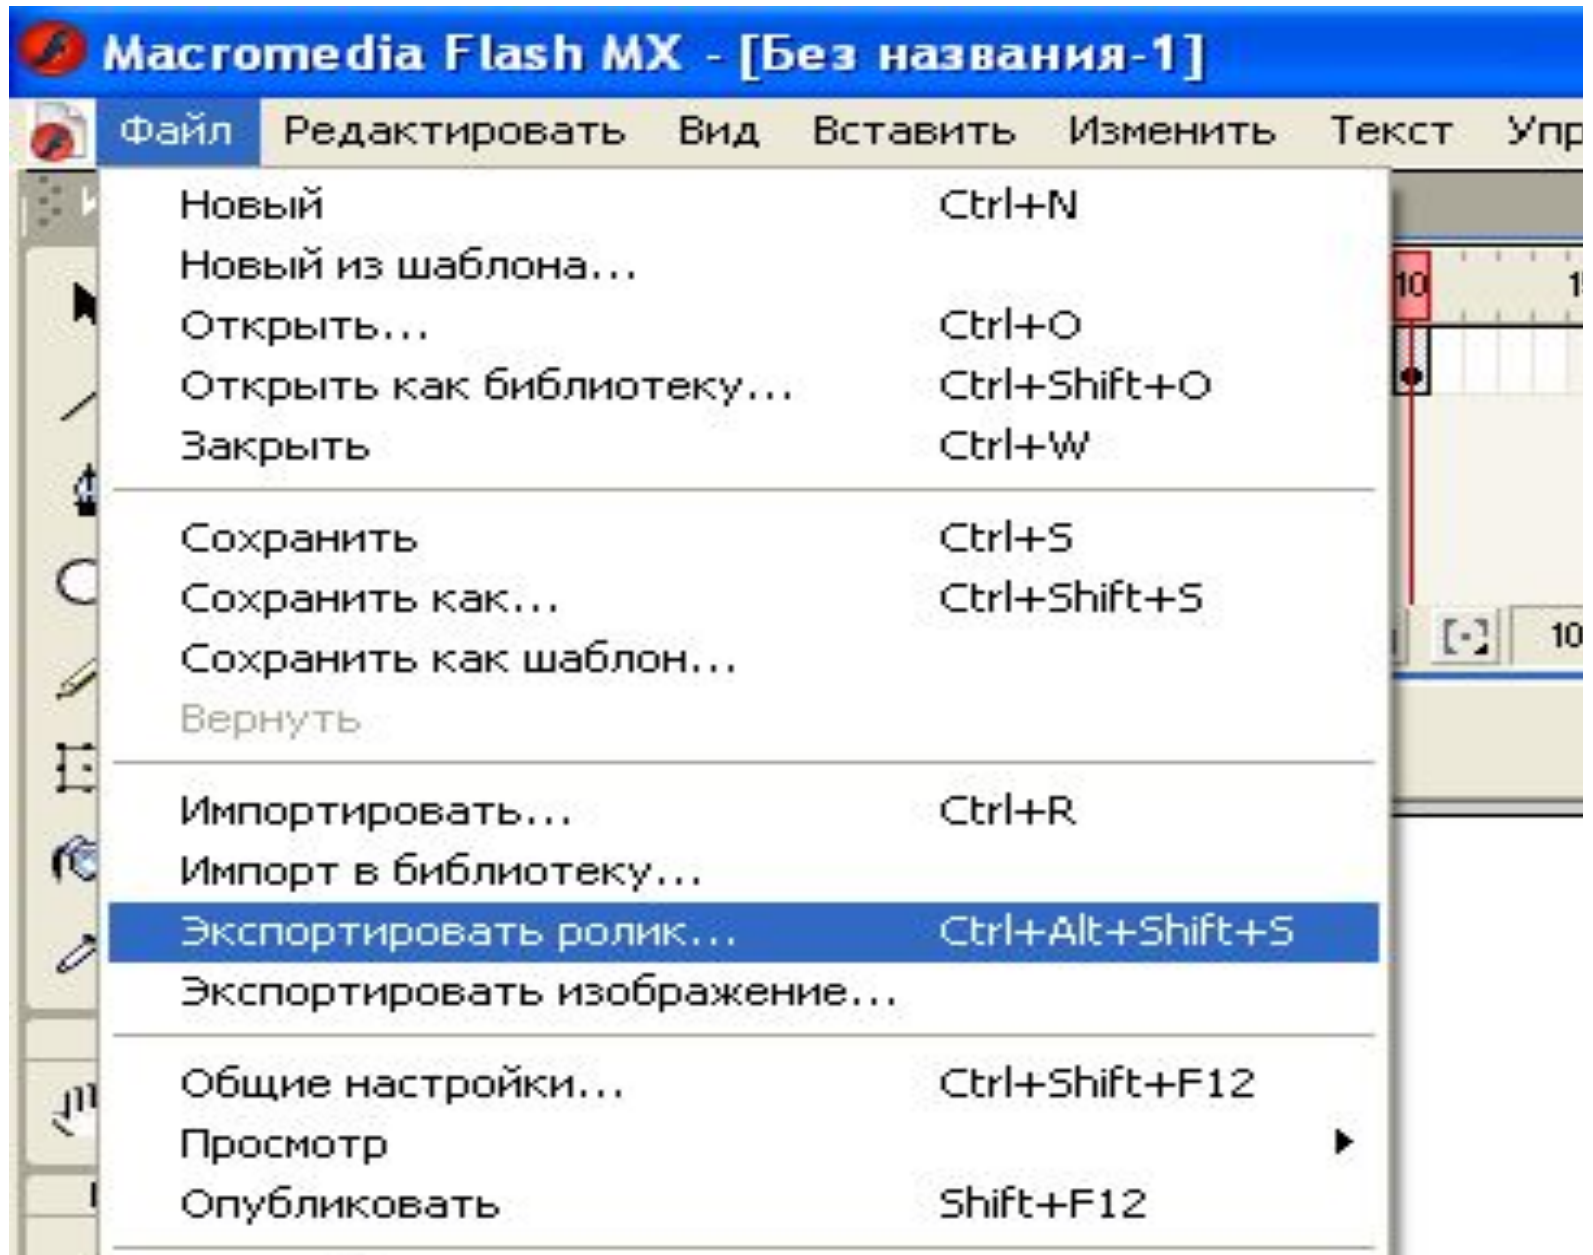 Macromedia Flash MX - [Без названия-1]
Файл Редактировать Вид Вставить Изменить Текст Упр
Новый Ctrl+N
Новый из шаблона...
Открыть... Ctrl+O
Открыть как библиотеку... Ctrl+Shift+O
Закрыть Ctrl+W
Сохранить Ctrl+S
Сохранить как... Ctrl+Shift+S
Сохранить как шаблон...
Вернуть
Импортировать... Ctrl+R
Импорт в библиотеку...
Экспортировать ролик... Ctrl+Alt+Shift+S
Экспортировать изображение...
Общие настройки... Ctrl+Shift+F12
Просмотр
Опубликовать Shift+F12
10
10